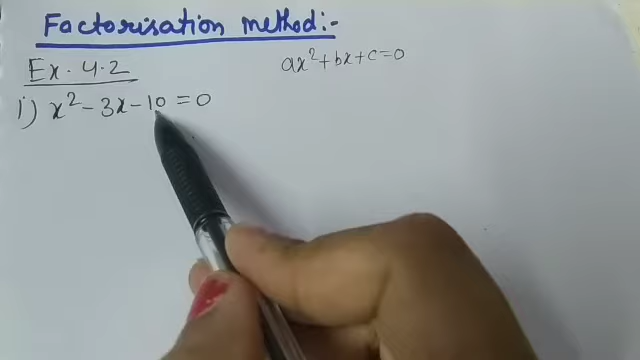 Factorisation method:-
Ex. 4.2
ax²+bx+c=0
i) x² - 3x - 10 = 0